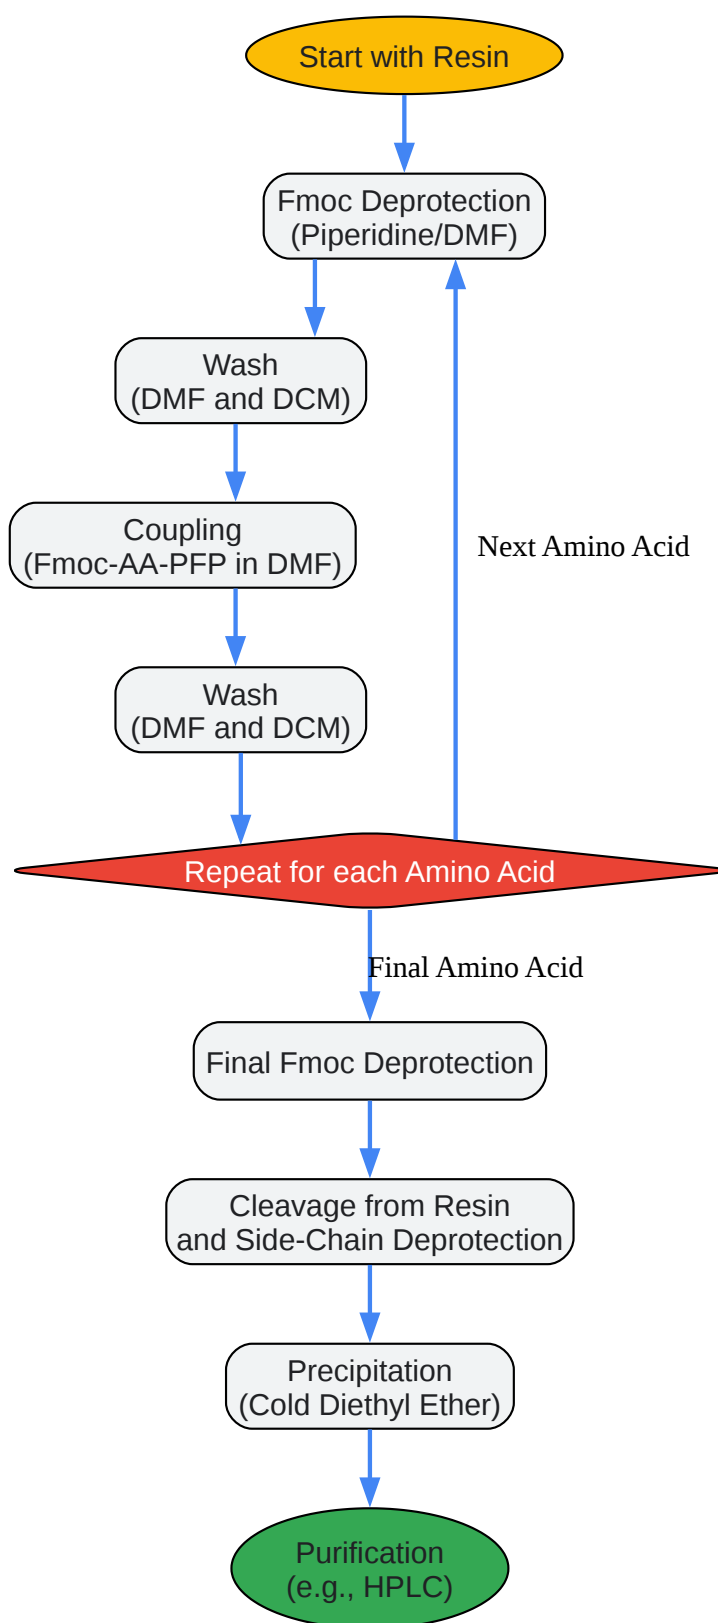 Start with Resin
Fmoc Deprotection
(Piperidine/DMF)
Wash
(DMF and DCM)
Coupling
(Fmoc-AA-PFP in DMF)
Next Amino Acid
Wash
(DMF and DCM)
Repeat for each Amino Acid
Final Amino Acid
Final Fmoc Deprotection
Cleavage from Resin
and Side-Chain Deprotection
Precipitation
(Cold Diethyl Ether)
Purification
(e.g., HPLC)